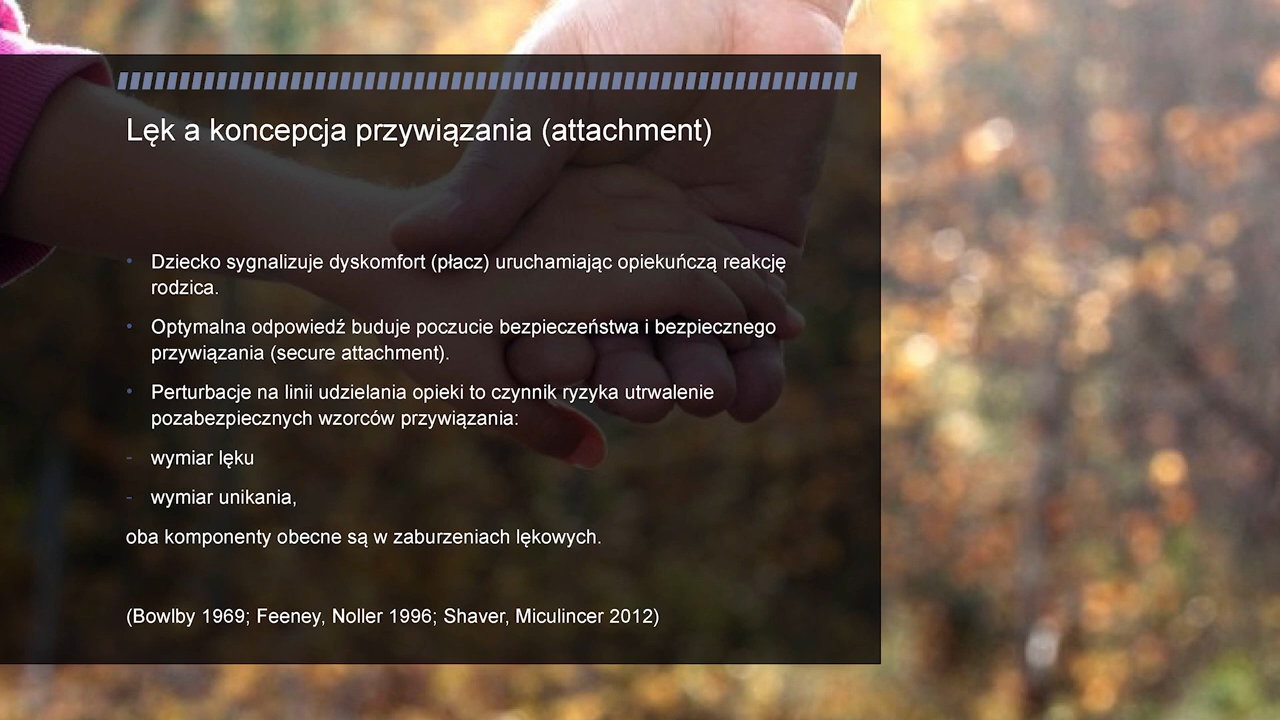 Lęk a koncepcja przywiązania (attachment)
• Dziecko sygnalizuje dyskomfort (płacz) uruchamiając opiekuńczą reakcję
rodzica.
• Optymalna odpowiedź buduje poczucie bezpieczeństwa i bezpiecznego
przywiązania (secure attachment).
• Perturbacje na linii udzielania opieki to czynnik ryzyka utrwalenie
pozabezpiecznych wzorców przywiązania:
- wymiar lęku
- wymiar unikania,
oba komponenty obecne są w zaburzeniach lękowych.
(Bowlby 1969; Feeney, Noller 1996; Shaver, Miculincer 2012)